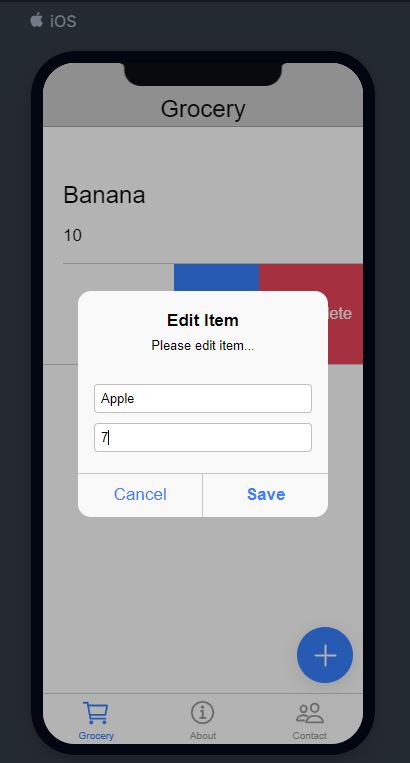 iOS
Grocery
Banana
10
ete
Edit Item
Please edit item...
Apple
7
Cancel Save
Grocery About Contact